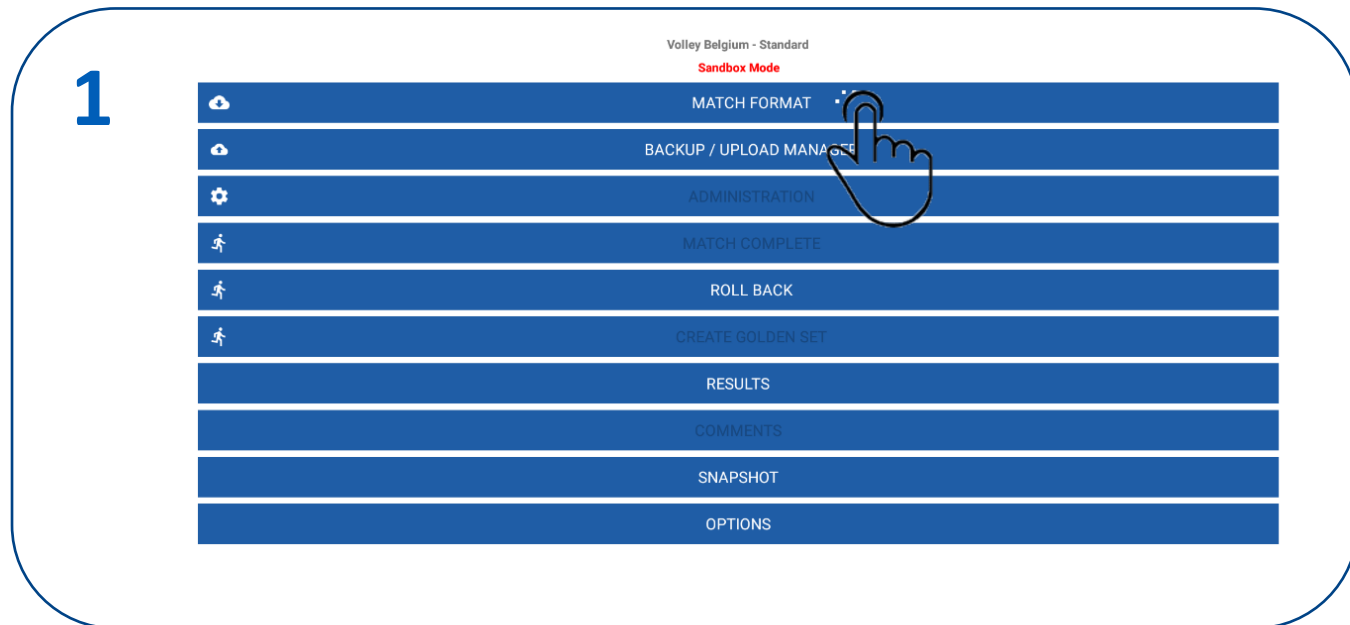 Volley Belgium - Standard
Sandbox Mode
1
MATCH FORMAT
BACKUP / UPLOAD MANAGER
ADMINISTRATION
MATCH COMPLETE
ROLL BACK
CREATE GOLDEN SET
RESULTS
COMMENTS
SNAPSHOT
OPTIONS